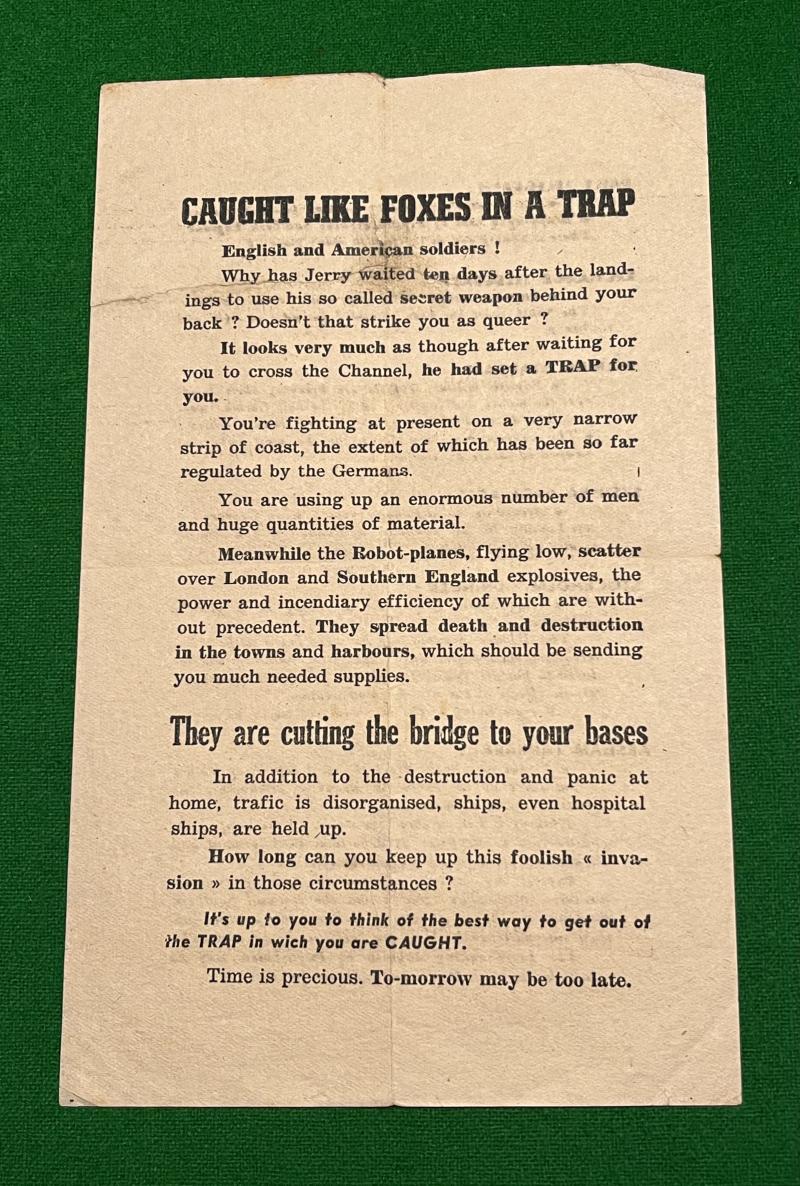 CAUGHT LIKE FOXES IN A TRAP
English and American soldiers !
Why has Jerry waited ten days after the land-
ings to use his so called secret weapon behind your
back ? Doesn't that strike you as queer ?
It looks very much as though after waiting for
you to cross the Channel, he had set a TRAP for
you.
You're fighting at present on a very narrow
strip of coast, the extent of which has been so far
regulated by the Germans.
You are using up an enormous number of men
and huge quantities of material.
Meanwhile the Robot-planes, flying low, scatter
over London and Southern England explosives, the
power and incendiary efficiency of which are with-
out precedent. They spread death and destruction
in the towns and harbours, which should be sending
you much needed supplies.
They are cutting the bridge to your bases
In addition to the destruction and panic at
home, trafic is disorganised, ships, even hospital
ships, are held up.
How long can you keep up this foolish « inva-
sion » in those circumstances ?
It's up to you to think of the best way to get out of
the TRAP in wich you are CAUGHT.
Time is precious. To-morrow may be too late.